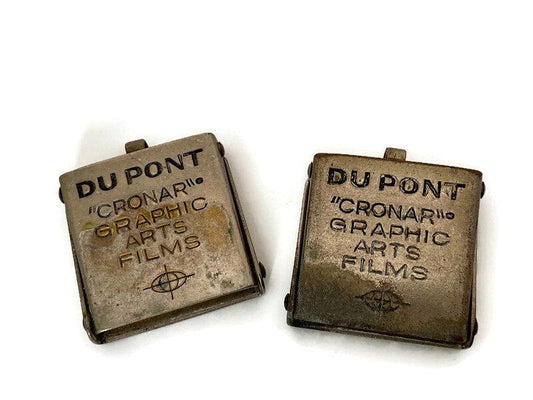 DU PONT
"CRONAR"®
GRAPHIC
ARTS
FILMS
DU PONT
"CRONAR"®
GRAPHIC
ARTS
FILMS